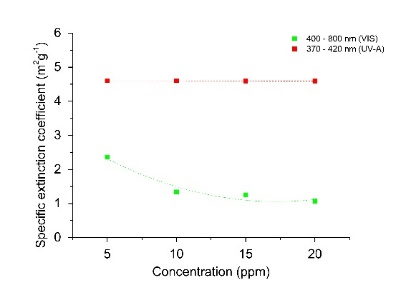 6
5
4
3
2
1
0
5 10 15 20
Specific extinction coefficient (m²g⁻¹)
Concentration (ppm)
400 - 800 nm (VIS)
370 - 420 nm (UV-A)